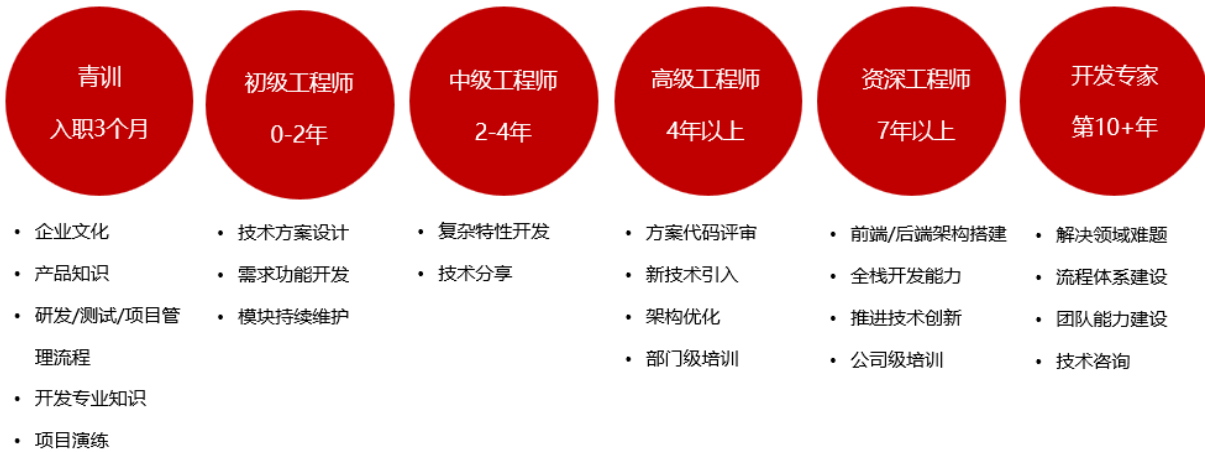 青训
入职3个月
初级工程师
0-2年
中级工程师
2-4年
高级工程师
4年以上
资深工程师
7年以上
开发专家
第10+年
• 企业文化
• 产品知识
• 研发/测试/项目管
理流程
• 开发专业知识
• 项目演练
• 技术方案设计
• 需求功能开发
• 模块持续维护
• 复杂特性开发
• 技术分享
• 方案代码评审
• 新技术引入
• 架构优化
• 部门级培训
• 前端/后端架构搭建
• 全栈开发能力
• 推进技术创新
• 公司级培训
• 解决领域难题
• 流程体系建设
• 团队能力建设
• 技术咨询